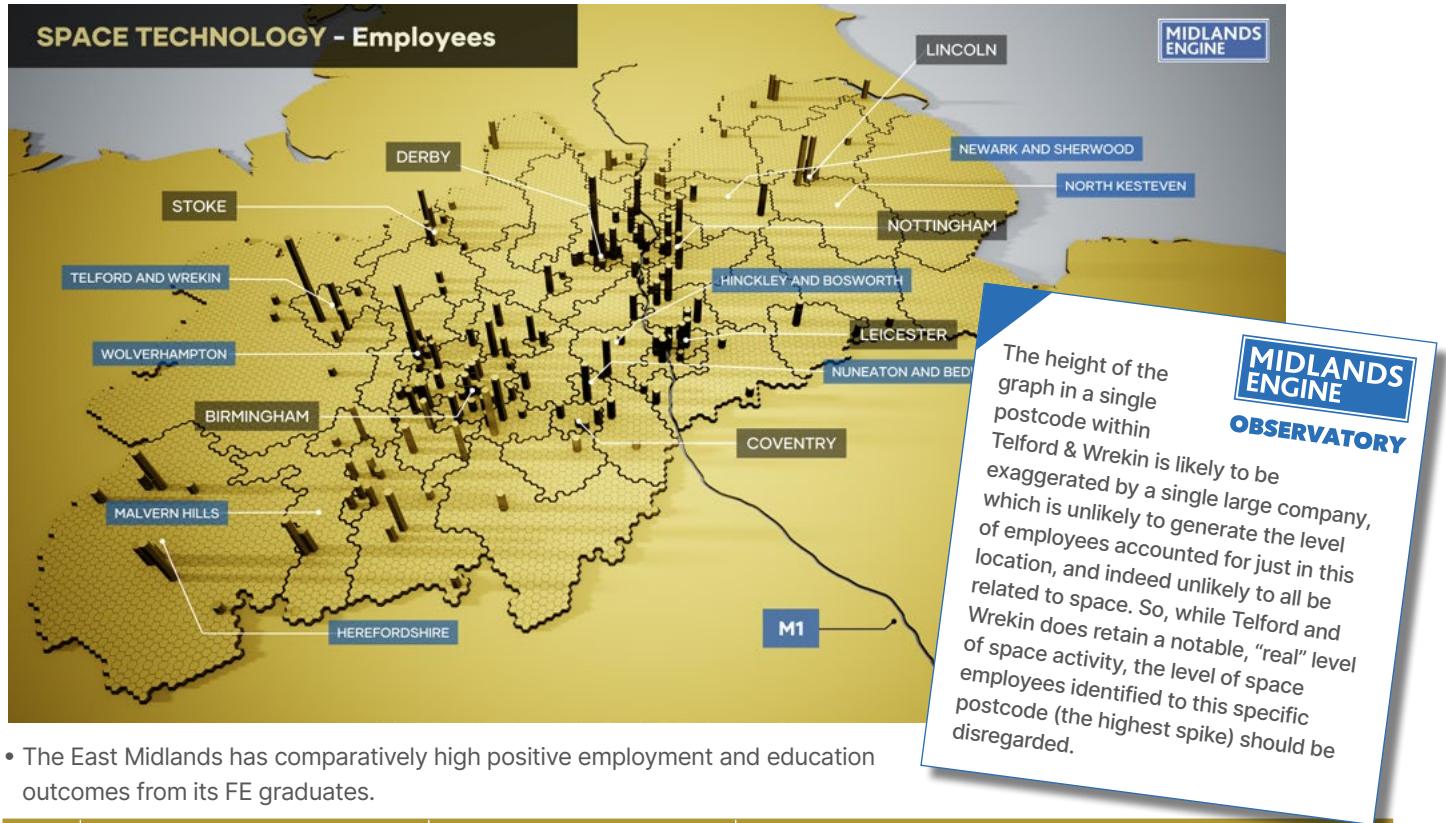 SPACE TECHNOLOGY - Employees
MIDLANDS
ENGINE
LINCOLN
NEWARK AND SHERWOOD
DERBY
NORTH KESTEVEN
STOKE
NOTTINGHAM
TELFORD AND WREKIN
HINCKLEY AND BOSWORTH
LEICESTER
WOLVERHAMPTON
NUNEATON AND BED
BIRMINGHAM
COVENTRY
MALVERN HILLS
M1
HEREFORDSHIRE
MIDLANDS
ENGINE
OBSERVATORY
The height of the
graph in a single
postcode within
Telford & Wrekin is likely to be
exaggerated by a single large company,
which is unlikely to generate the level
of employees accounted for just in this
location, and indeed unlikely to all be
related to space. So, while Telford and
Wrekin does retain a notable, “real” level
of space activity, the level of space
employees identified to this specific
postcode (the highest spike) should be
disregarded.
• The East Midlands has comparatively high positive employment and education
outcomes from its FE graduates.